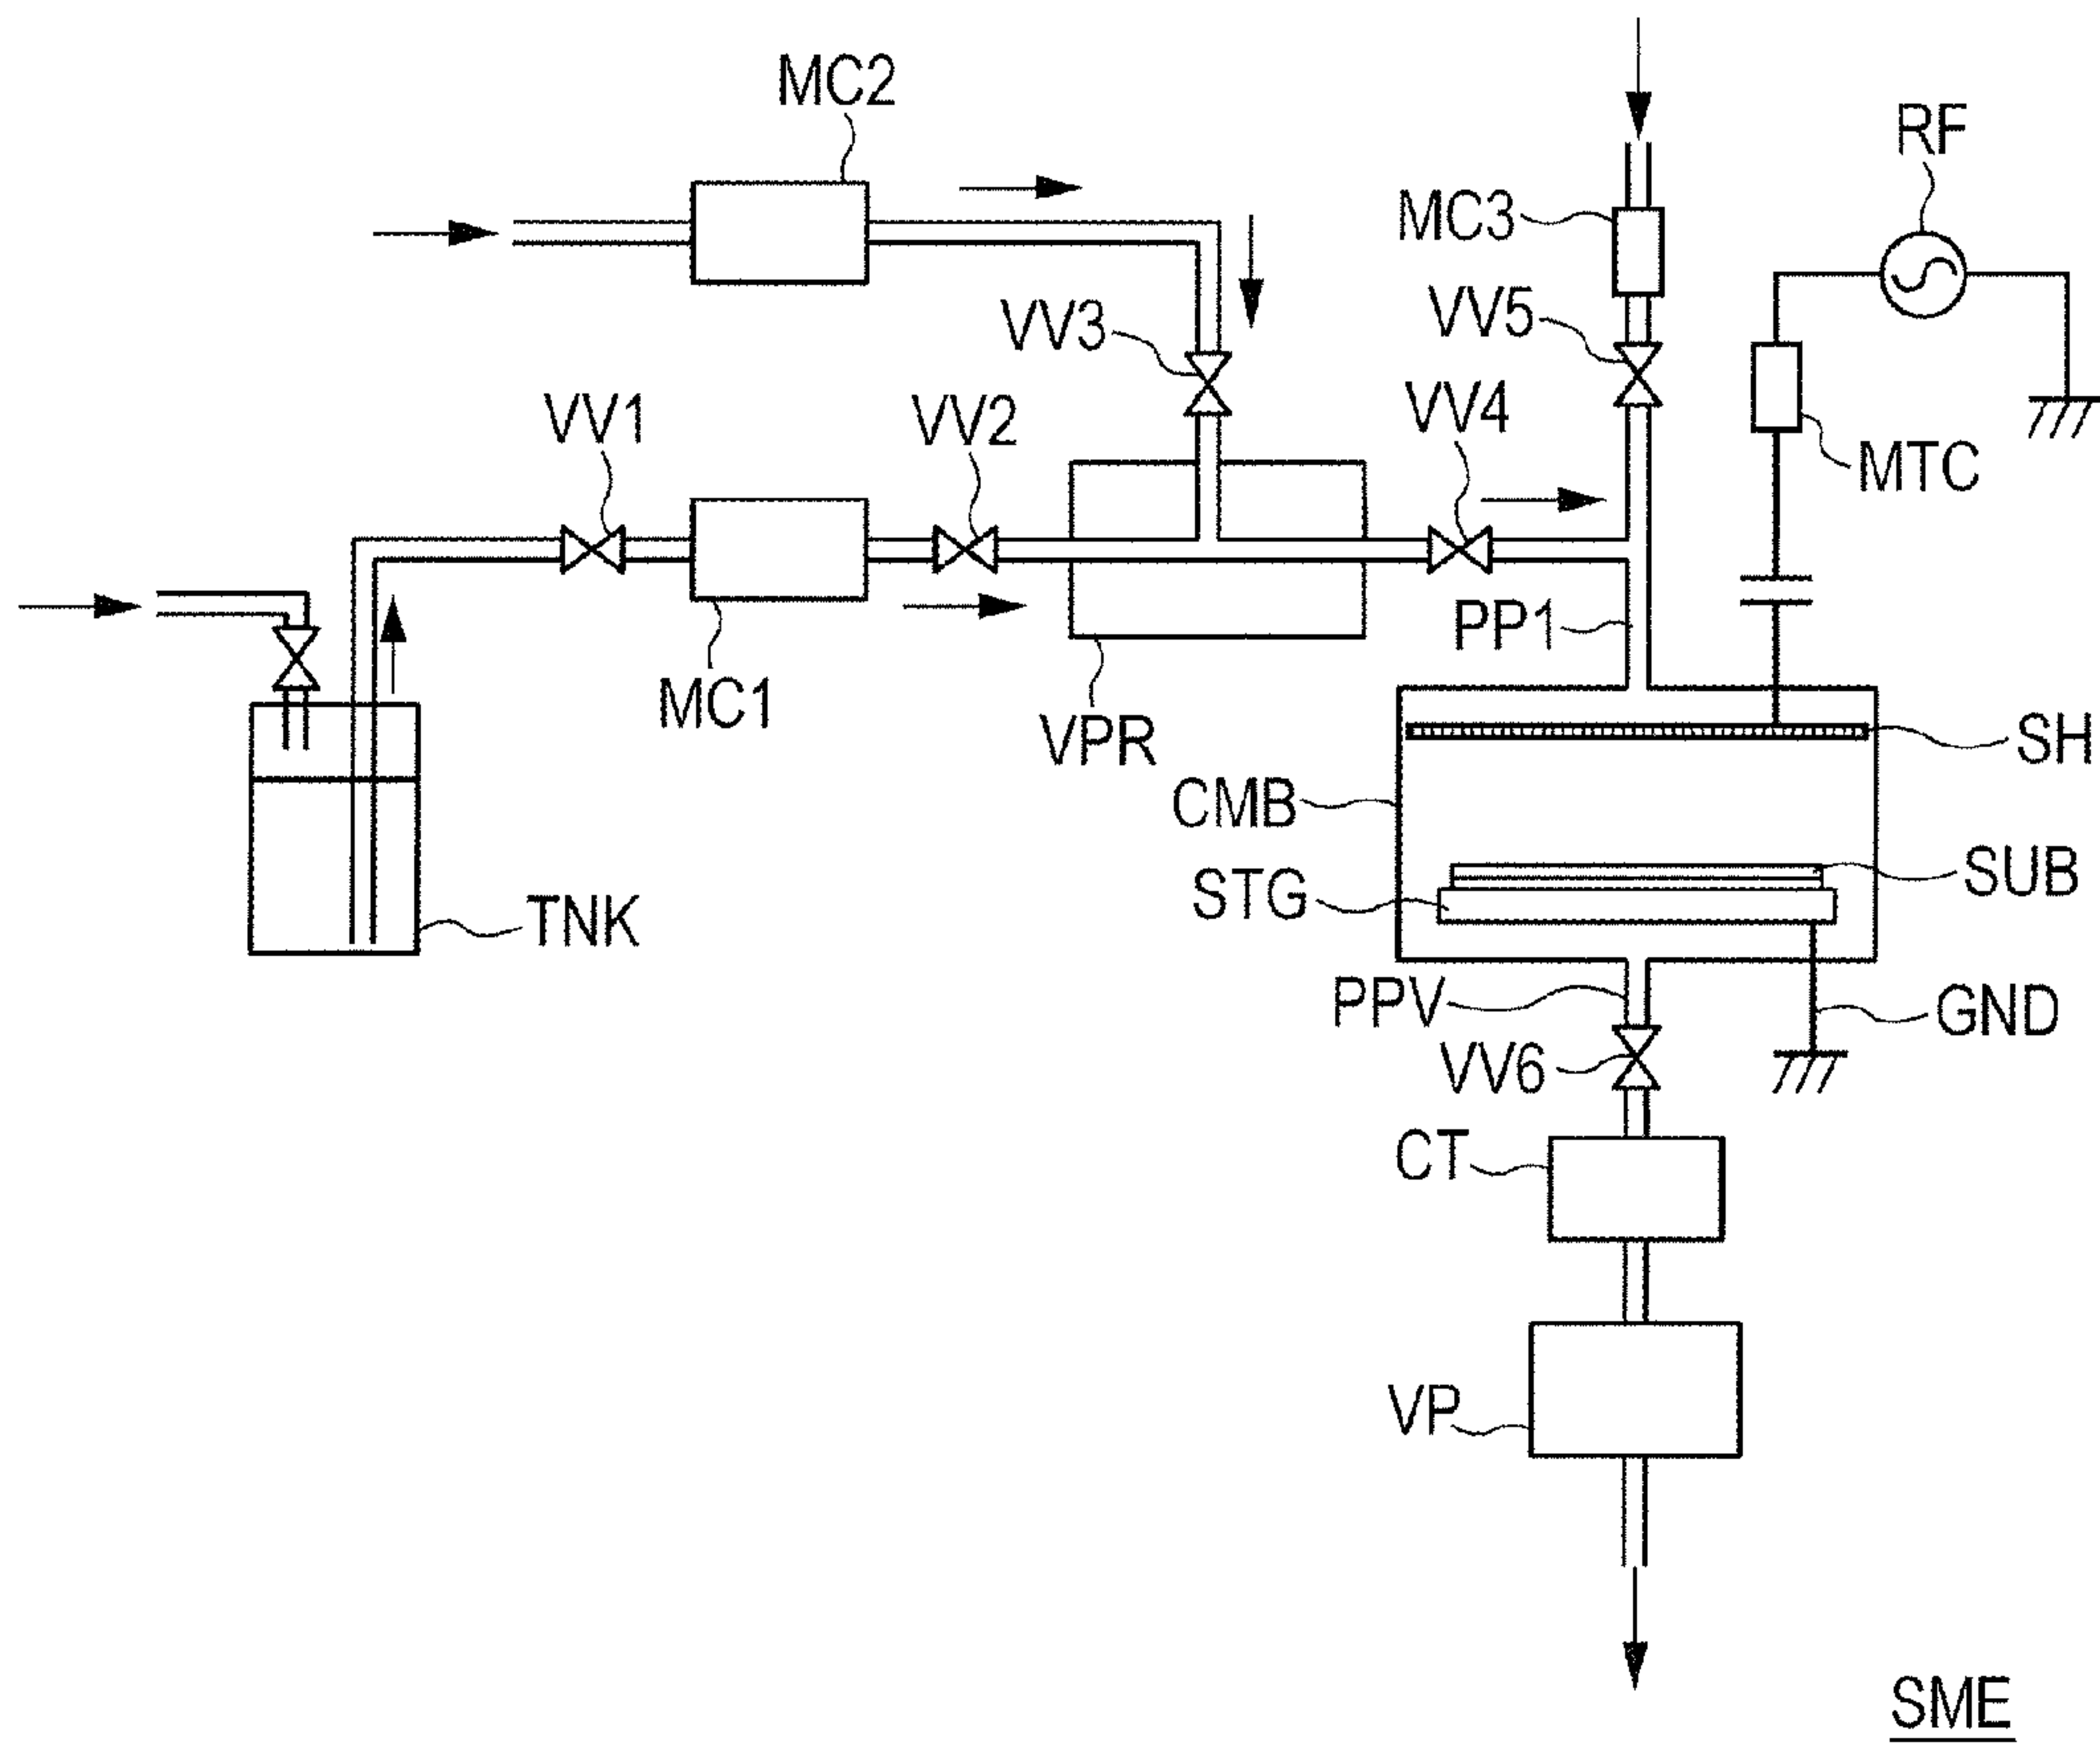 MC2
RF
MC3
VV5
VV3
VV1
VV2
VV4
MTC
PP1
MC1
VPR
SH
CMB
SUB
STG
TNK
PPV
GND
VV6
CT
VP
SME